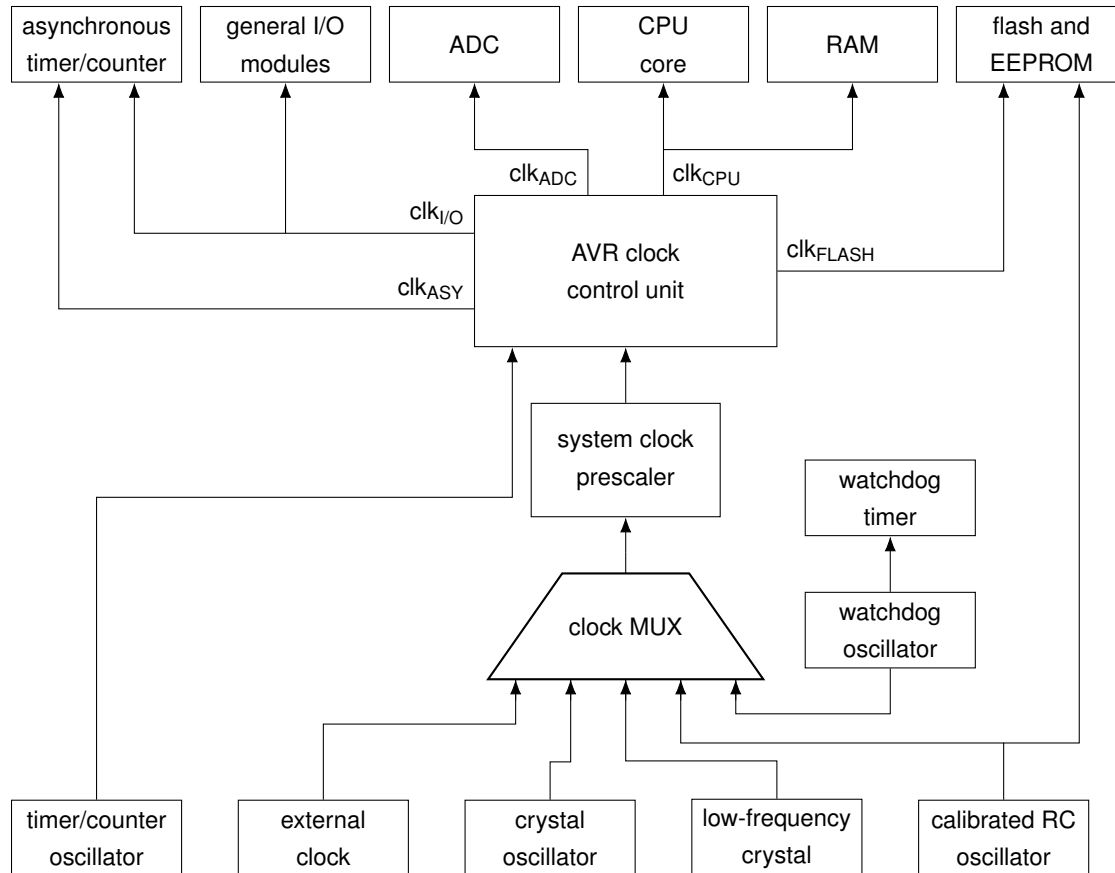 asynchronous
timer/counter
general I/O
modules
ADC
CPU
core
RAM
flash and
EEPROM
clkADC
clkCPU
clkI/O
clkASY
AVR clock
control unit
clkFLASH
system clock
prescaler
watchdog
timer
clock MUX
watchdog
oscillator
timer/counter
oscillator
external
clock
crystal
oscillator
low-frequency
crystal
calibrated RC
oscillator